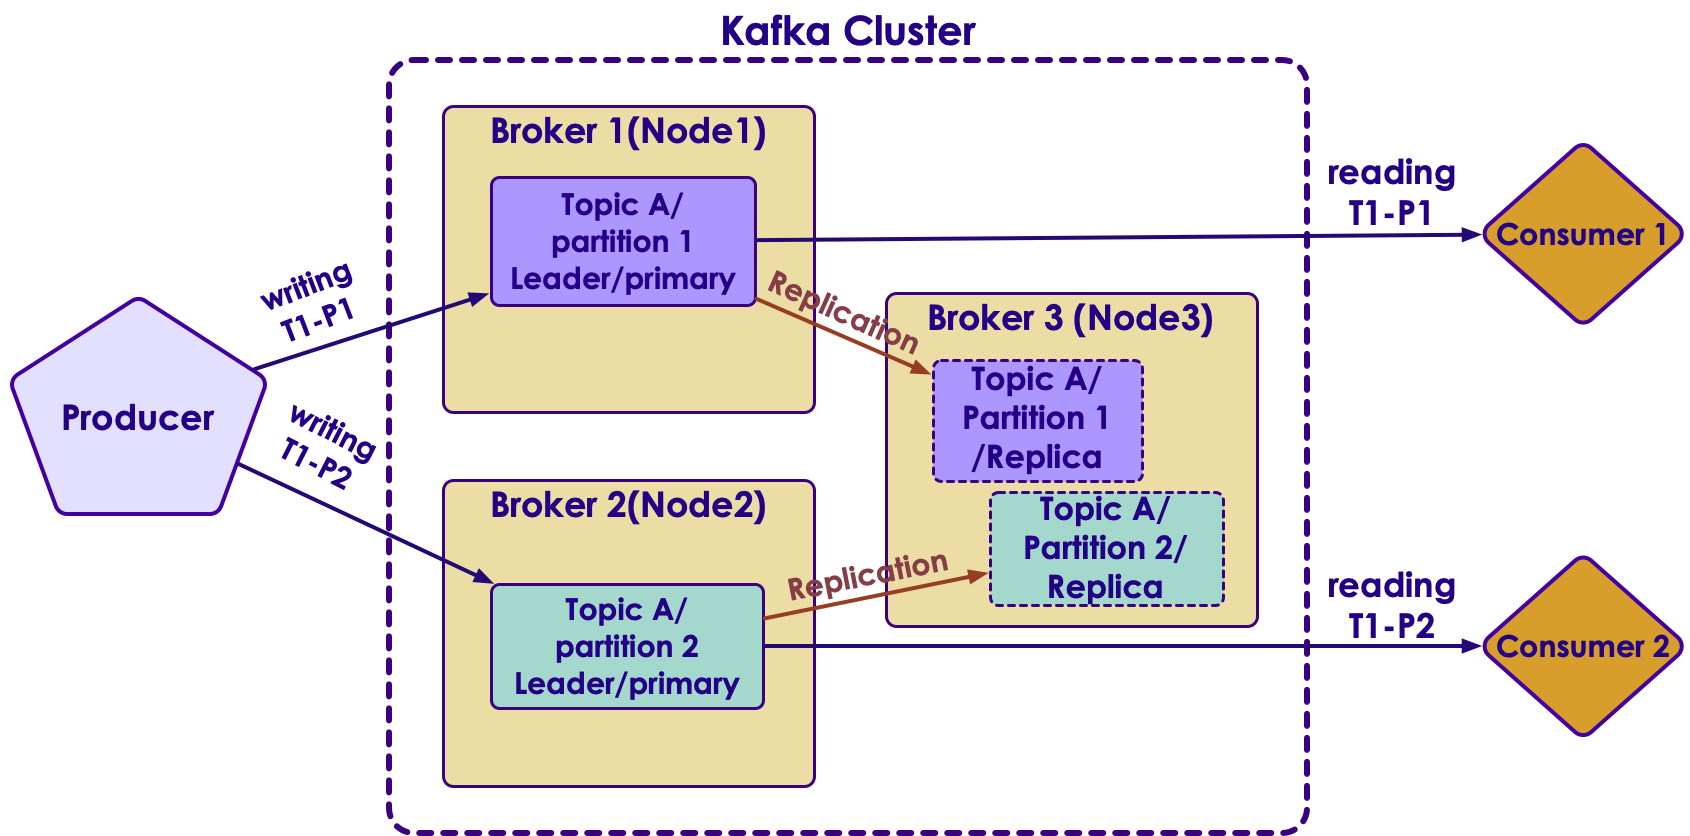 Kafka Cluster
Broker 1(Node1)
Topic A/
partition 1
Leader/primary
writing
T1-P1
reading
T1-P1
Consumer 1
Replication
Broker 3 (Node3)
Topic A/
Partition 1
/Replica
Producer
writing
T1-P2
Broker 2(Node2)
Topic A/
Partition 2/
Replica
Replication
Topic A/
partition 2
Leader/primary
reading
T1-P2
Consumer 2